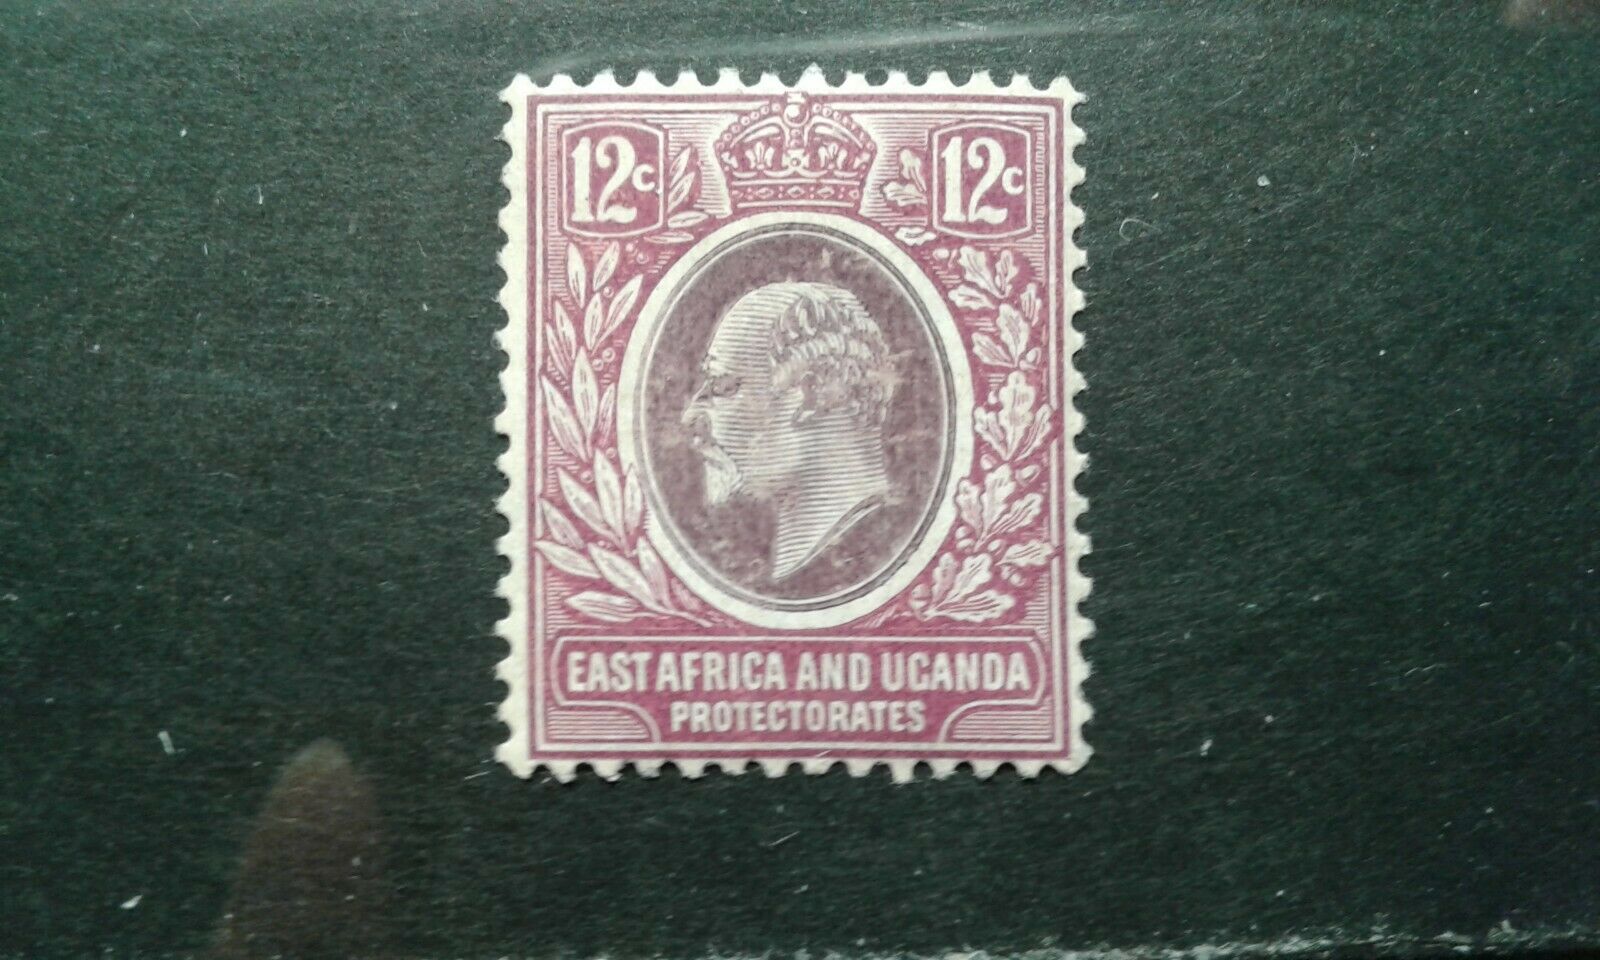 12c 12c
EAST AFRICA AND UGANDA
PROTECTORATES